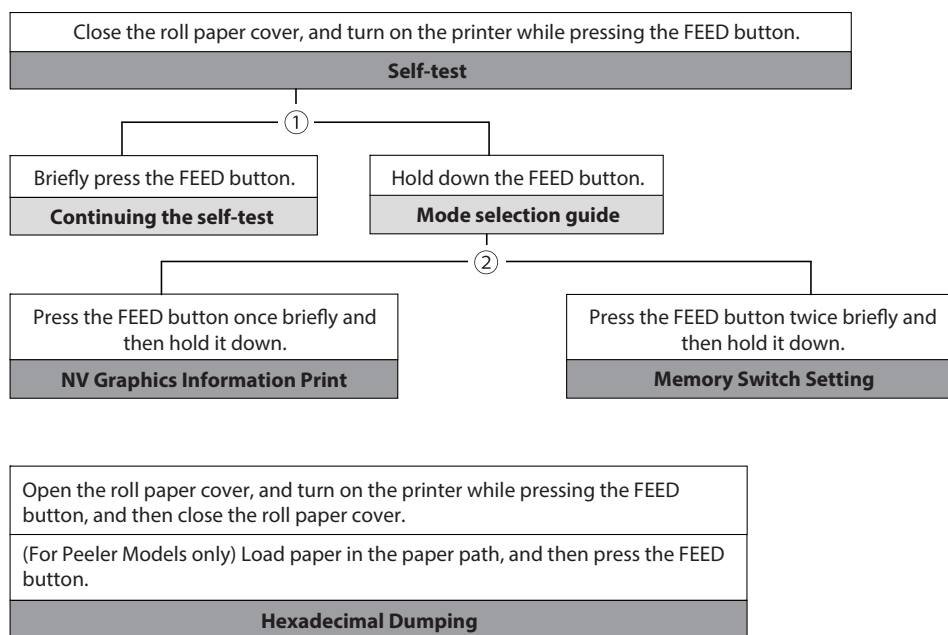 Close the roll paper cover, and turn on the printer while pressing the FEED button.
Self-test
①
Briefly press the FEED button.
Continuing the self-test
Hold down the FEED button.
Mode selection guide
②
Press the FEED button once briefly and
then hold it down.
NV Graphics Information Print
Press the FEED button twice briefly and
then hold it down.
Memory Switch Setting
Open the roll paper cover, and turn on the printer while pressing the FEED
button, and then close the roll paper cover.
(For Peeler Models only) Load paper in the paper path, and then press the FEED
button.
Hexadecimal Dumping